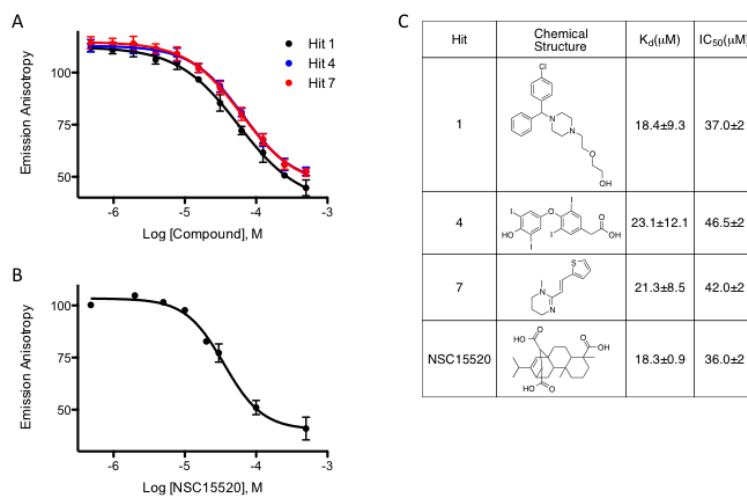 A
Emission Anisotropy
100
75
50
-6 -5 -4 -3
Log [Compound], M
Hit 1
Hit 4
Hit 7
B
Emission Anisotropy
100
75
50
-6 -5 -4 -3
Log [NSC15520], M
C
Hit Chemical Structure Kd(μM) IC50(μM)
1 18.4±9.3 37.0±2
Cl
N
N
O
OH
4 23.1±12.1 46.5±2
I O I
HO I I O OH
7 21.3±8.5 42.0±2
S
N
N
NSC15520 18.3±0.9 36.0±2
HO O O OH
HO O